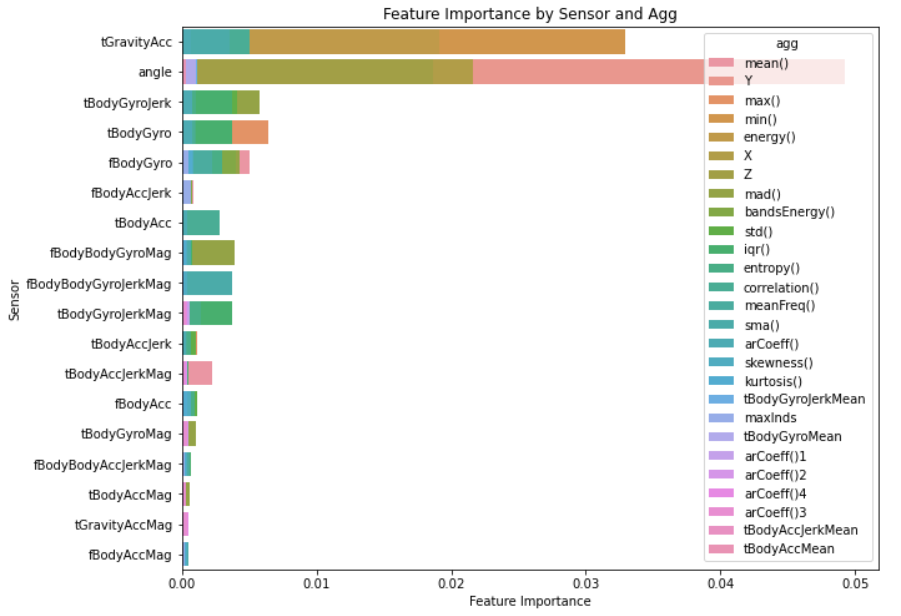 Feature Importance by Sensor and Agg
Sensor
tGravityAcc
angle
tBodyGyroJerk
tBodyGyro
fBodyGyro
fBodyAccJerk
tBodyAcc
fBodyBodyGyroMag
fBodyBodyGyroJerkMag
tBodyGyroJerkMag
tBodyAccJerk
tBodyAccJerkMag
fBodyAcc
tBodyGyroMag
fBodyBodyAccJerkMag
tBodyAccMag
tGravityAccMag
fBodyAccMag
agg
mean()
Y
max()
min()
energy()
X
Z
mad()
bandsEnergy()
std()
iqr()
entropy()
correlation()
meanFreq()
sma()
arCoeff()
skewness()
kurtosis()
tBodyGyroJerkMean
maxInds
tBodyGyroMean
arCoeff()1
arCoeff()2
arCoeff()4
arCoeff()3
tBodyAccJerkMean
tBodyAccMean
0.00 0.01 0.02 0.03 0.04 0.05
Feature Importance